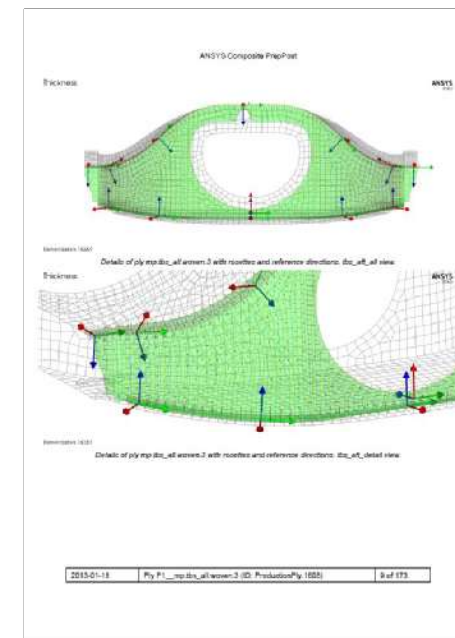 ANSYS Composite PrepPost
Thickness
ANSYS
Details of ply mp:tbs_all:woven.3 with rosettes and reference directions. tbs_aft_all view.
Thickness
ANSYS
Details of ply mp:tbs_all:woven.3 with rosettes and reference directions. tbs_aft_detail view.
2013-01-15 Ply P1__mp:tbs_all:woven.3 (ID: ProductionPly.1605) 9 of 173